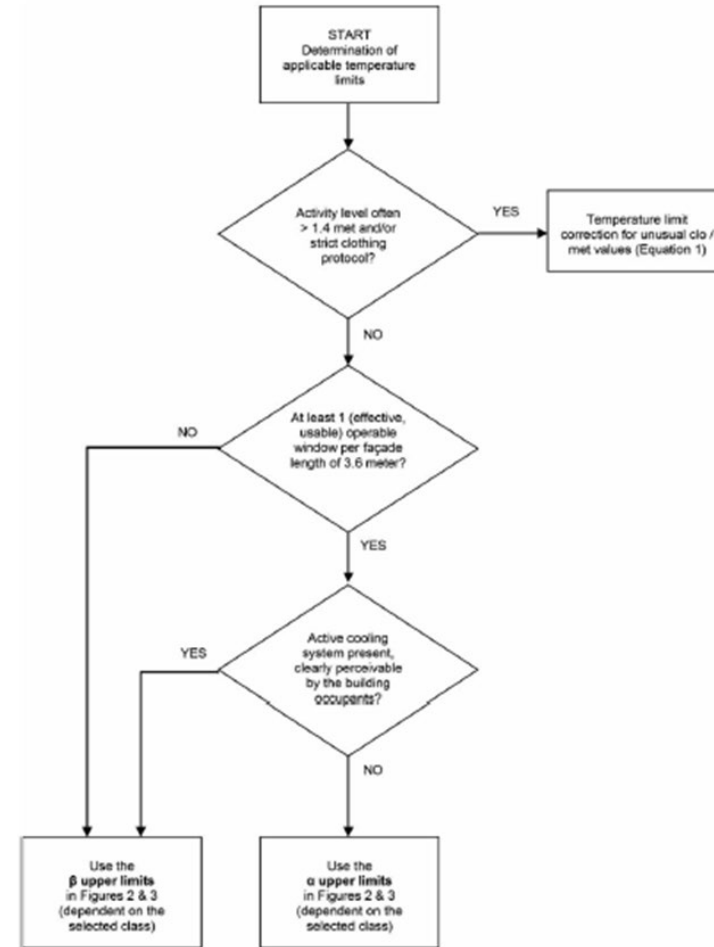 START
Determination of
applicable temperature
limits
Activity level often
> 1.4 met and/or
strict clothing
protocol?
YES
Temperature limit
correction for unusual clo /
met values (Equation 1)
NO
At least 1 (effective,
usable) operable
window per façade
length of 3.6 meter?
NO
YES
Active cooling
system present,
clearly perceivable
by the building
occupants?
YES
NO
Use the
β upper limits
in Figures 2 & 3
(dependent on the
selected class)
Use the
α upper limits
in Figures 2 & 3
(dependent on the
selected class)